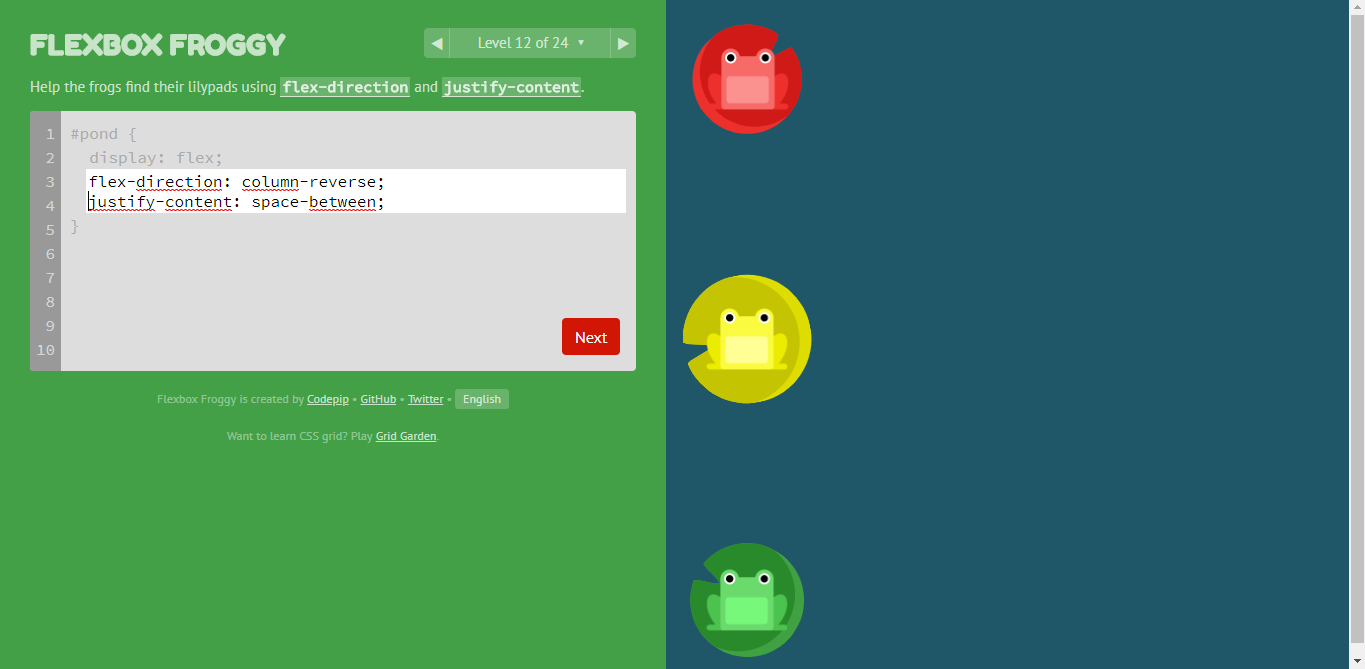 FLEXBOX FROGGY
◀ Level 12 of 24 ▼ ▶
Help the frogs find their lilypads using flex-direction and justify-content.
1 #pond {
2 display: flex;
3 flex-direction: column-reverse;
4 justify-content: space-between;
5 }
6
7
8
9
10
Next
Flexbox Froggy is created by Codepip • GitHub • Twitter • English
Want to learn CSS grid? Play Grid Garden.